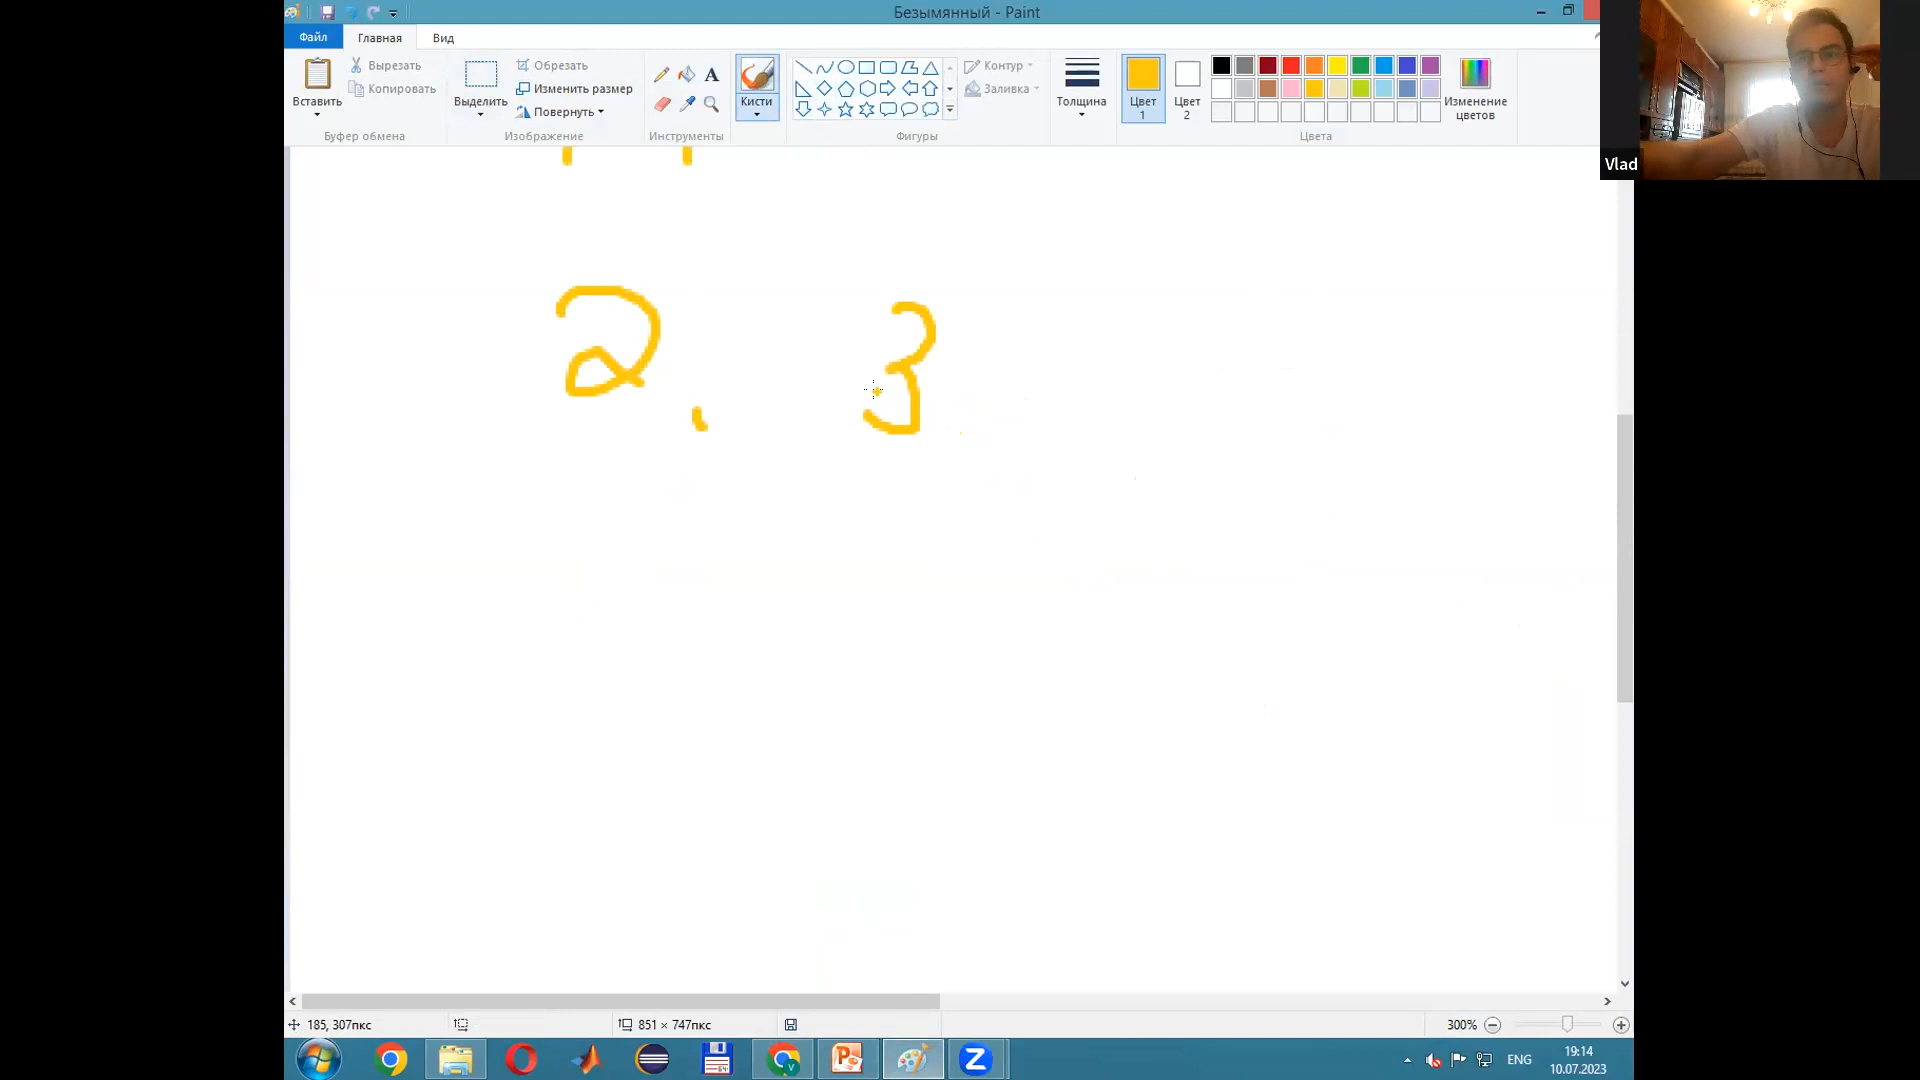 Безымянный - Paint
Файл Главная Вид
Вставить
Вырезать
Копировать
Буфер обмена
Выделить
Обрезать
Изменить размер
Повернуть
Изображение
Инструменты
Кисти
Контур
Заливка
Фигуры
Толщина
Цвет 1
Цвет 2
Изменение цветов
Цвета
Vlad
2, 3
185, 307пкс
851 × 747пкс
300%
ENG
19:14
10.07.2023